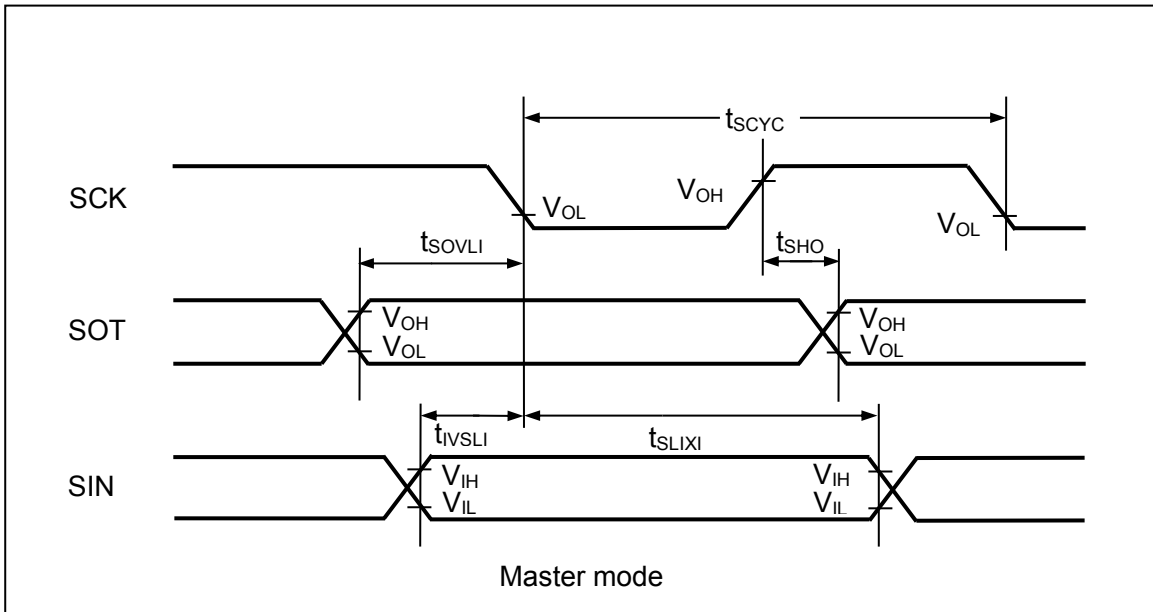 tSCYC
SCK
VOL
VOH
VOL
tSOVLI
tSHO
SOT
VOH
VOL
VOH
VOL
tIVSLI
tSLIXI
SIN
VIH
VIL
VIH
VIL
Master mode